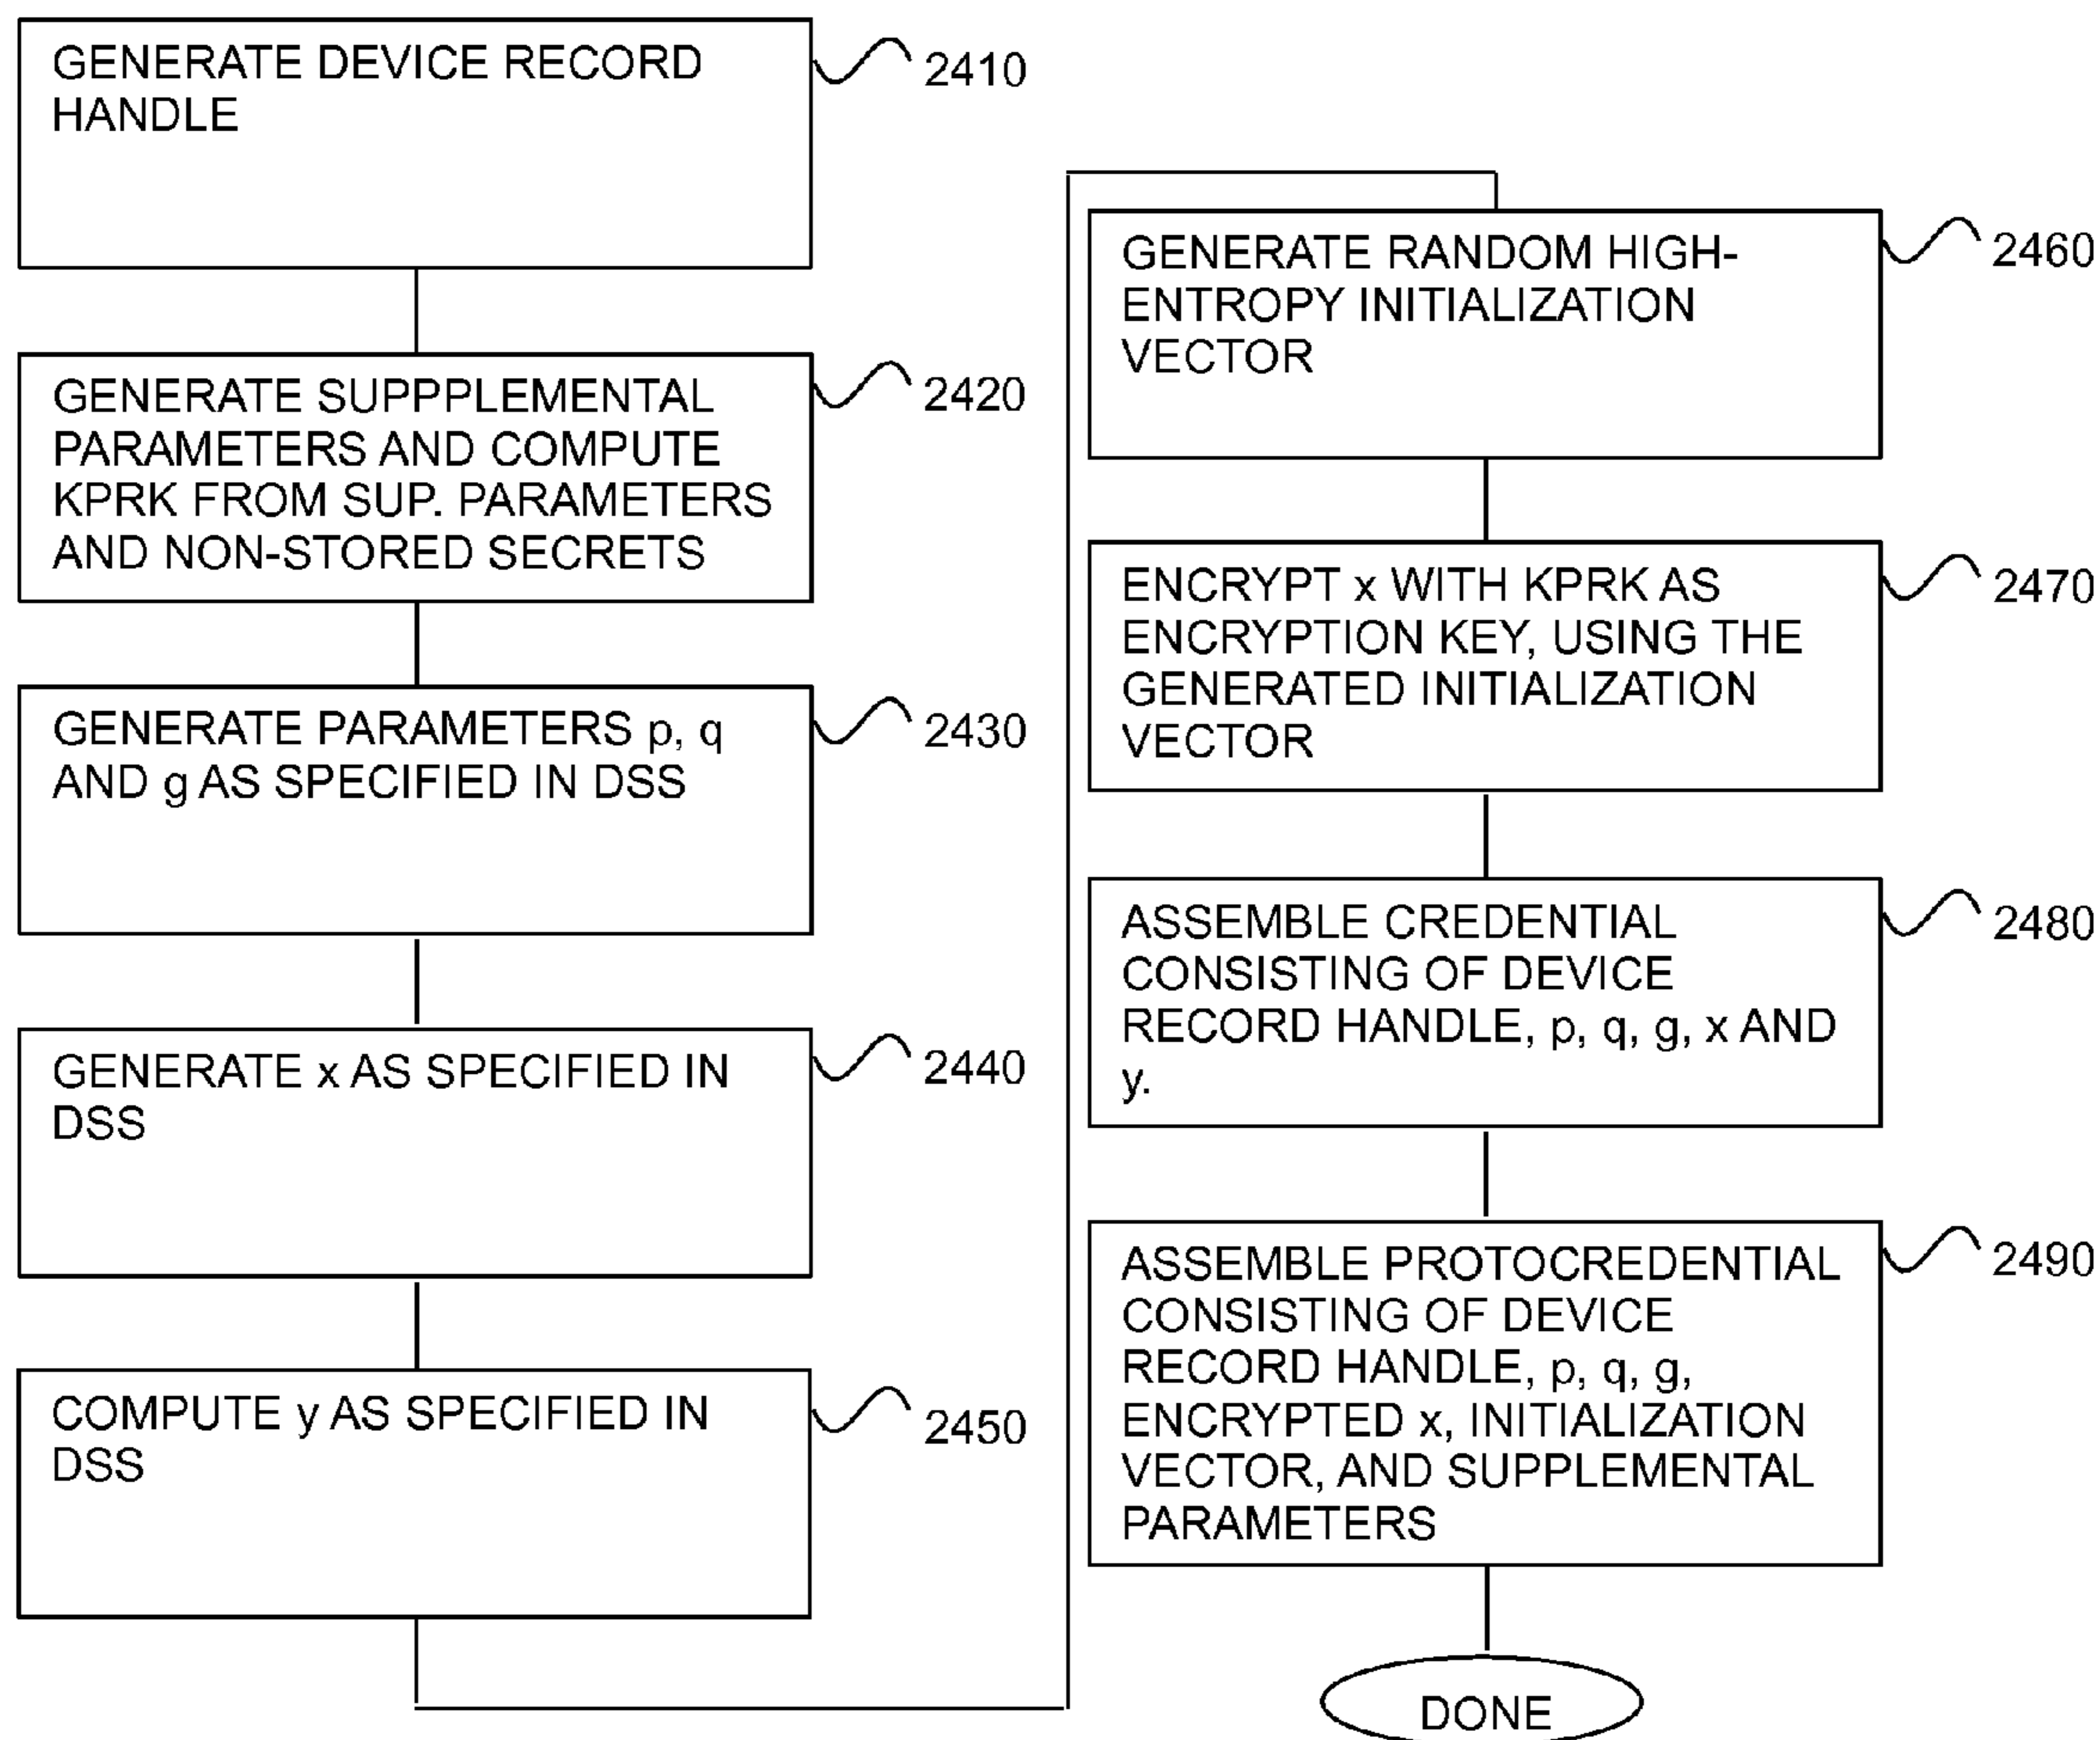 GENERATE DEVICE RECORD
HANDLE
2410
GENERATE SUPPPLEMENTAL
PARAMETERS AND COMPUTE
KPRK FROM SUP. PARAMETERS
AND NON-STORED SECRETS
2420
GENERATE PARAMETERS p, q
AND g AS SPECIFIED IN DSS
2430
GENERATE x AS SPECIFIED IN
DSS
2440
COMPUTE y AS SPECIFIED IN
DSS
2450
GENERATE RANDOM HIGH-
ENTROPY INITIALIZATION
VECTOR
2460
ENCRYPT x WITH KPRK AS
ENCRYPTION KEY, USING THE
GENERATED INITIALIZATION
VECTOR
2470
ASSEMBLE CREDENTIAL
CONSISTING OF DEVICE
RECORD HANDLE, p, q, g, x AND
y.
2480
ASSEMBLE PROTOCREDENTIAL
CONSISTING OF DEVICE
RECORD HANDLE, p, q, g,
ENCRYPTED x, INITIALIZATION
VECTOR, AND SUPPLEMENTAL
PARAMETERS
2490
DONE